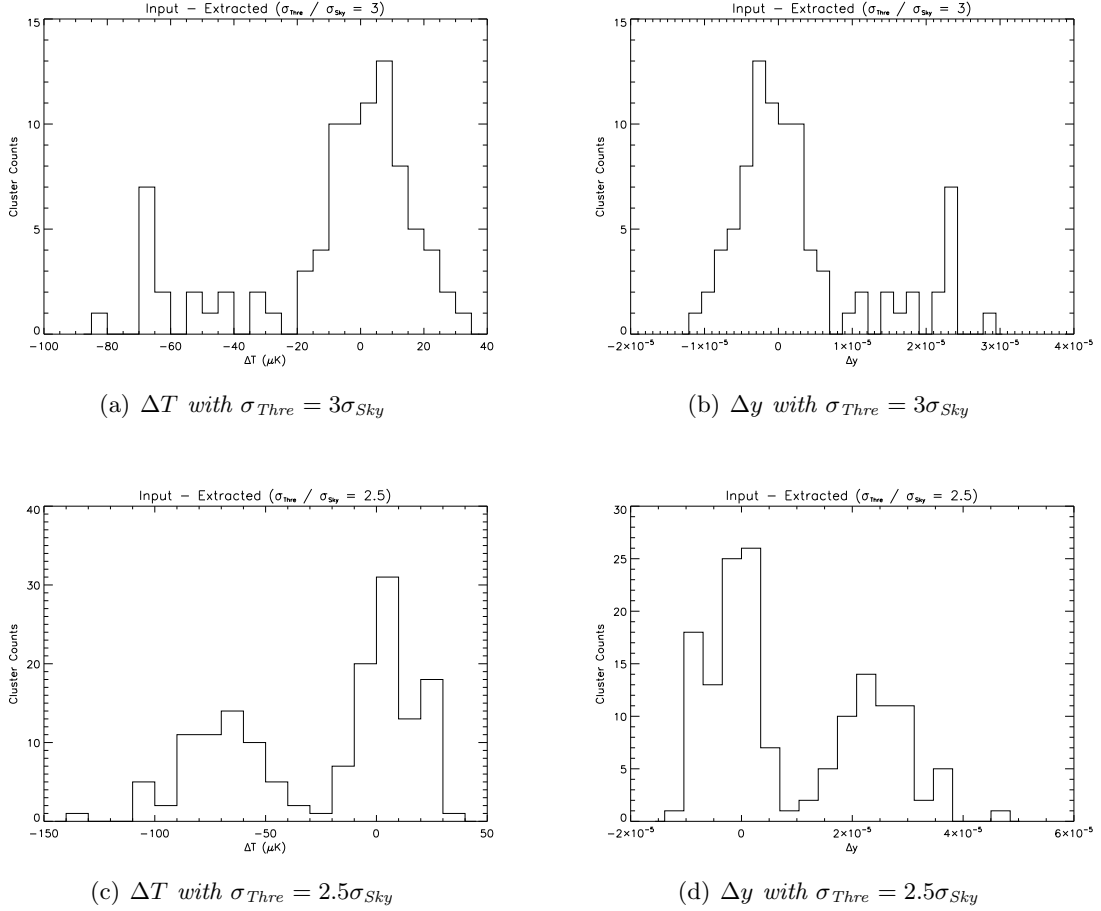 Input – Extracted (σThre / σSky = 3)
15
10
5
0
Cluster Counts
−100 −80 −60 −40 −20 0 20 40
ΔT (μK)
(a) ΔT with σThre = 3σSky
Input – Extracted (σThre / σSky = 3)
15
10
5
0
Cluster Counts
−2×10⁻⁵ −1×10⁻⁵ 0 1×10⁻⁵ 2×10⁻⁵ 3×10⁻⁵ 4×10⁻⁵
Δy
(b) Δy with σThre = 3σSky
Input – Extracted (σThre / σSky = 2.5)
40
30
20
10
0
Cluster Counts
−150 −100 −50 0 50
ΔT (μK)
(c) ΔT with σThre = 2.5σSky
Input – Extracted (σThre / σSky = 2.5)
30
25
20
15
10
5
0
Cluster Counts
−2×10⁻⁵ 0 2×10⁻⁵ 4×10⁻⁵ 6×10⁻⁵
Δy
(d) Δy with σThre = 2.5σSky